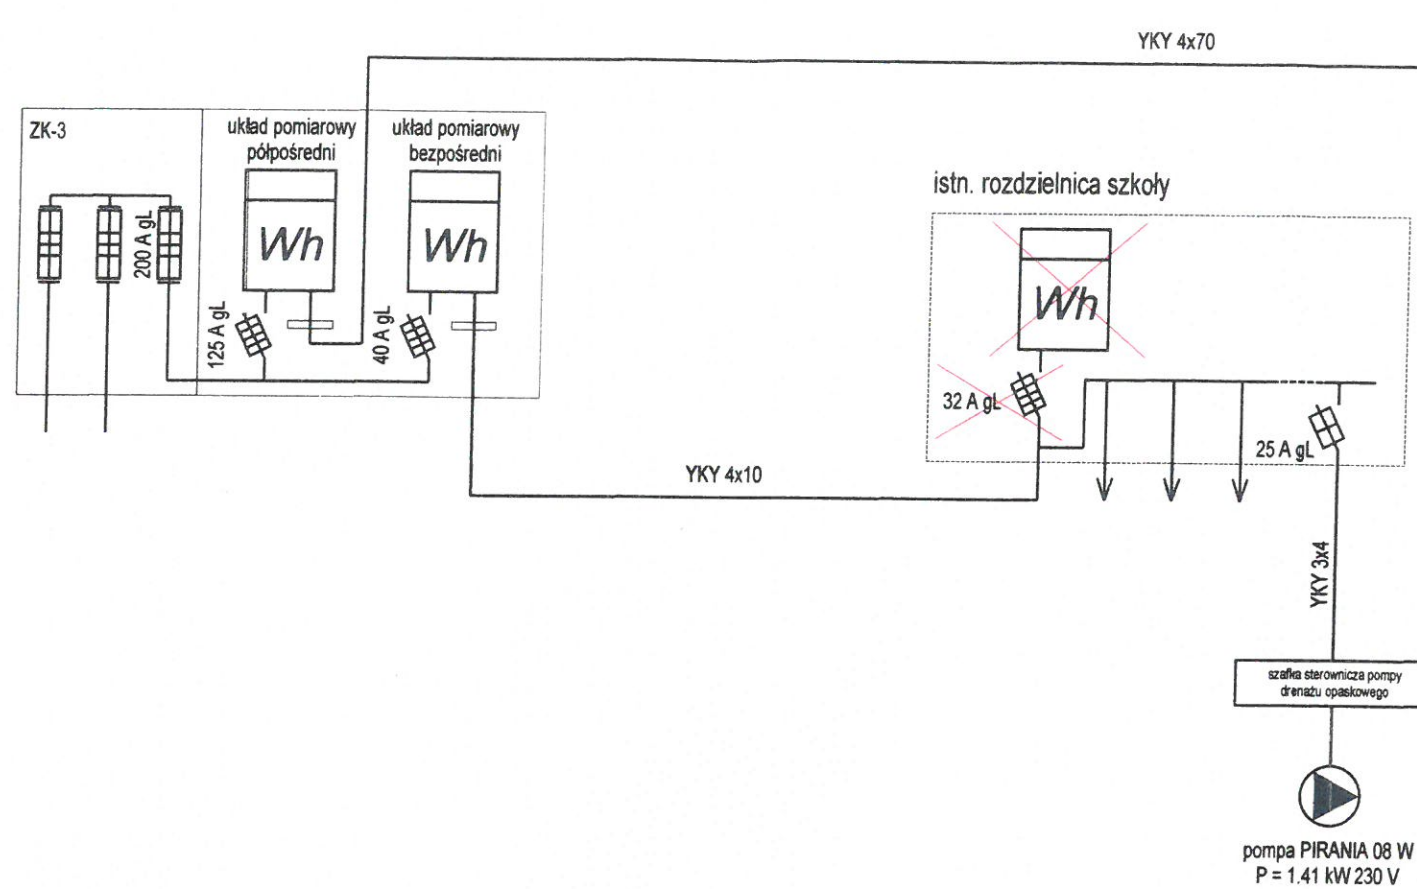 YKY 4x70
ZK-3
układ pomiarowy
półpośredni
układ pomiarowy
bezpośredni
Wh
Wh
200 A gL
125 A gL
40 A gL
istn. rozdzielnica szkoły
Wh
32 A gL
25 A gL
YKY 4x10
YKY 3x4
szafka sterownicza pompy
drenażu opaskowego
pompa PIRANIA 08 W
P = 1.41 kW 230 V